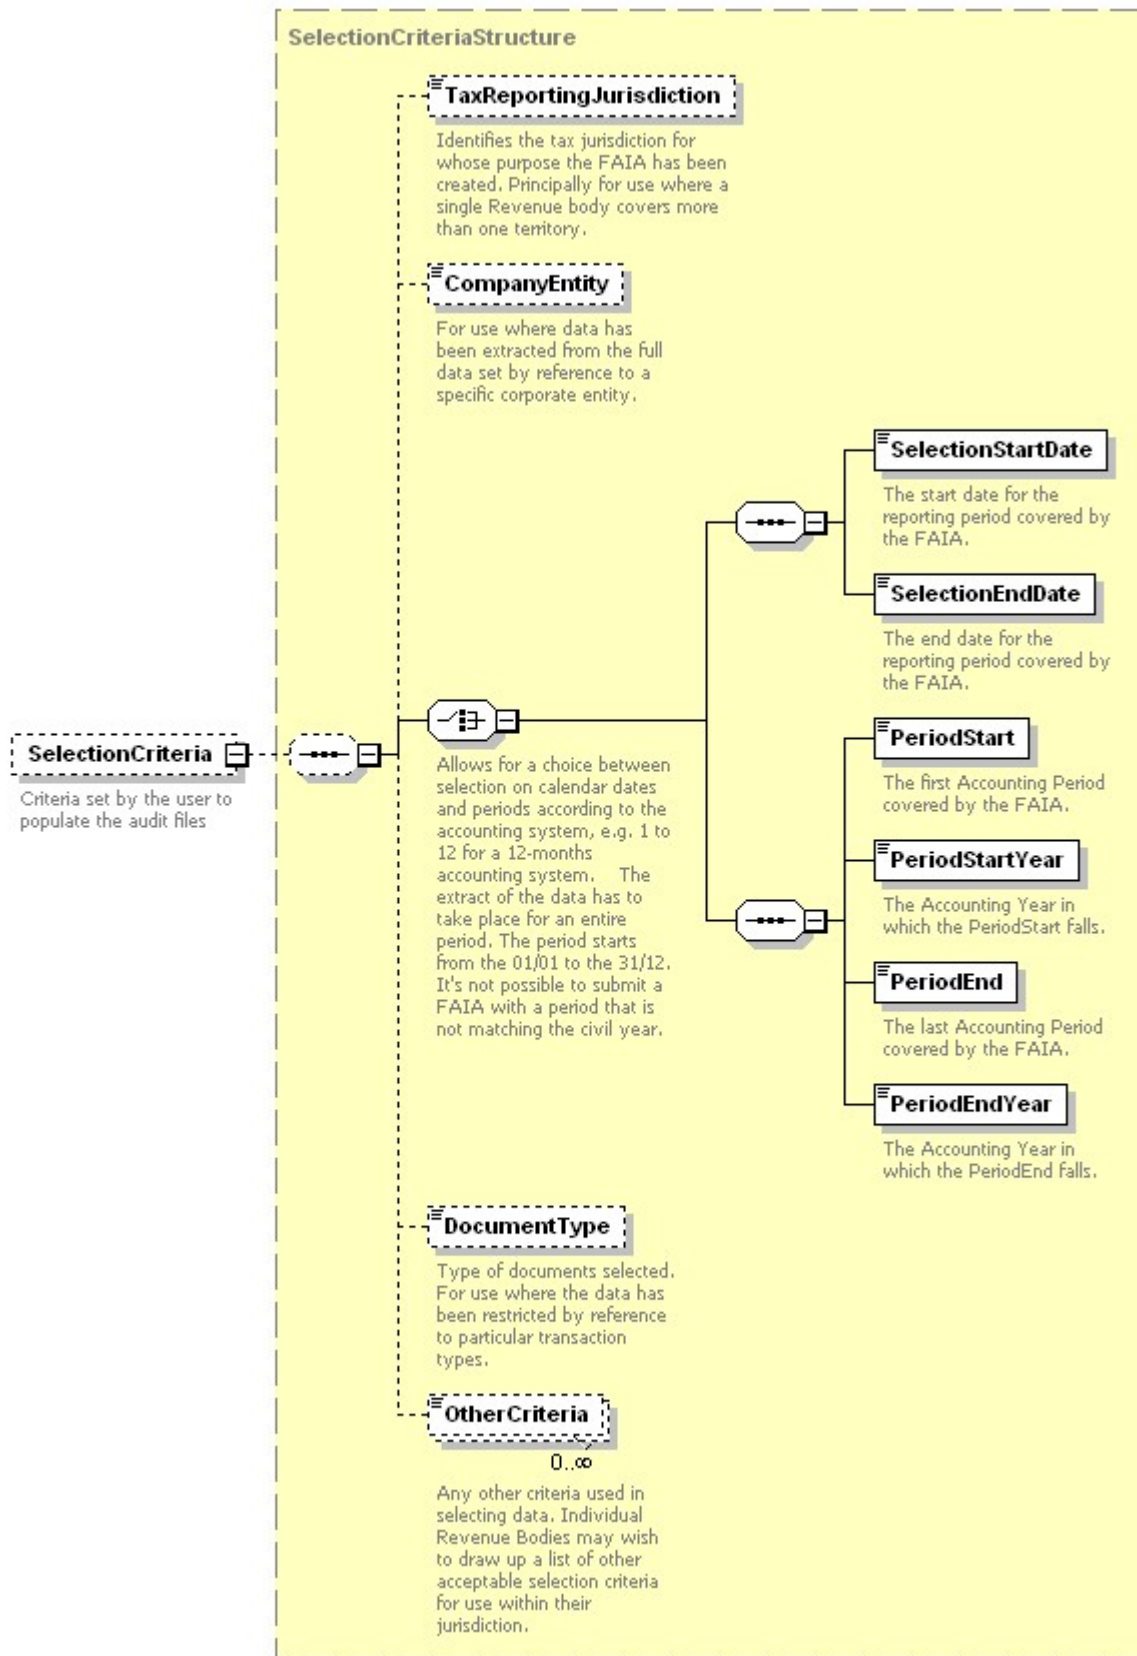 SelectionCriteriaStructure
TaxReportingJurisdiction
Identifies the tax jurisdiction for
whose purpose the FAIA has been
created. Principally for use where a
single Revenue body covers more
than one territory.
CompanyEntity
For use where data has
been extracted from the full
data set by reference to a
specific corporate entity.
SelectionStartDate
The start date for the
reporting period covered by
the FAIA.
SelectionEndDate
The end date for the
reporting period covered by
the FAIA.
SelectionCriteria
Criteria set by the user to
populate the audit files
Allows for a choice between
selection on calendar dates
and periods according to the
accounting system, e.g. 1 to
12 for a 12-months
accounting system. The
extract of the data has to
take place for an entire
period. The period starts
from the 01/01 to the 31/12.
It's not possible to submit a
FAIA with a period that is
not matching the civil year.
PeriodStart
The first Accounting Period
covered by the FAIA.
PeriodStartYear
The Accounting Year in
which the PeriodStart falls.
PeriodEnd
The last Accounting Period
covered by the FAIA.
PeriodEndYear
The Accounting Year in
which the PeriodEnd falls.
DocumentType
Type of documents selected.
For use where the data has
been restricted by reference
to particular transaction
types.
OtherCriteria
0..∞
Any other criteria used in
selecting data. Individual
Revenue Bodies may wish
to draw up a list of other
acceptable selection criteria
for use within their
jurisdiction.